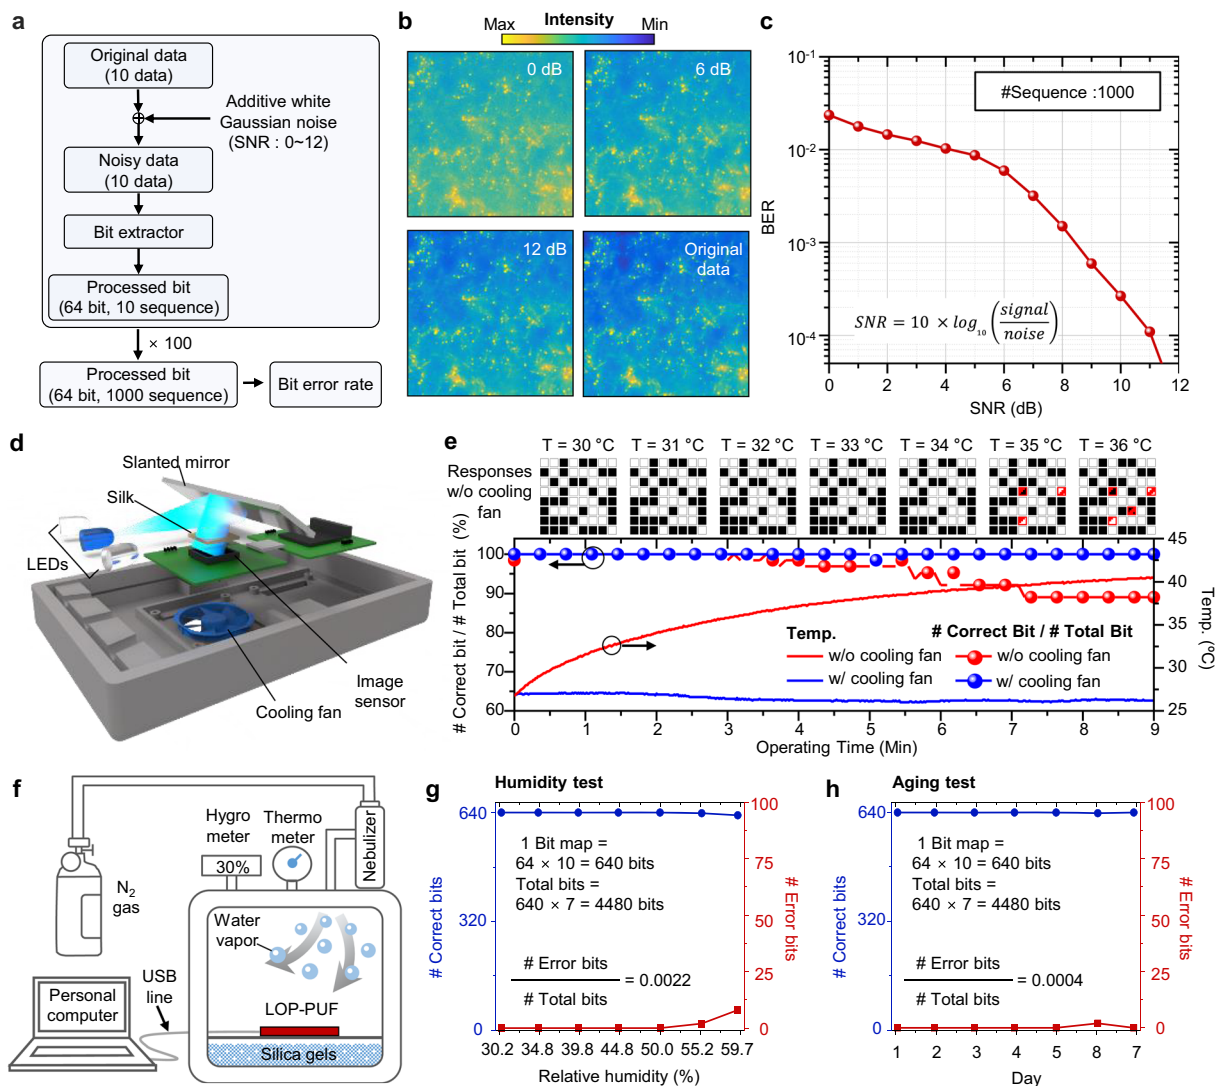 a
Original data
(10 data)
Additive white
Gaussian noise
(SNR : 0~12)
Noisy data
(10 data)
Bit extractor
Processed bit
(64 bit, 10 sequence)
× 100
Processed bit
(64 bit, 1000 sequence)
Bit error rate
b
Max Intensity Min
0 dB
6 dB
12 dB
Original
data
c
#Sequence :1000
BER
10⁻¹
10⁻²
10⁻³
10⁻⁴
SNR = 10 × log₁₀(signal/noise)
0 2 4 6 8 10 12
SNR (dB)
d
Slanted mirror
Silk
LEDs
Image
sensor
Cooling fan
e
T = 30 °C T = 31 °C T = 32 °C T = 33 °C T = 34 °C T = 35 °C T = 36 °C
Responses
w/o cooling
fan
# Correct bit / # Total bit (%)
100
90
80
70
60
45
40
35
30
25
Temp. (°C)
Temp.
w/o cooling fan
w/ cooling fan
# Correct Bit / # Total Bit
w/o cooling fan
w/ cooling fan
0 1 2 3 4 5 6 7 8 9
Operating Time (Min)
f
Hygro
meter
30%
Thermo
meter
Nebulizer
N₂
gas
Water
vapor
USB
line
Personal
computer
LOP-PUF
Silica gels
g
Humidity test
# Correct bits
640
320
0
1 Bit map =
64 × 10 = 640 bits
Total bits =
640 × 7 = 4480 bits
# Error bits
# Total bits
= 0.0022
100
75
50
25
0
# Error bits
30.2 34.8 39.8 44.8 50.0 55.2 59.7
Relative humidity (%)
h
Aging test
# Correct bits
640
320
0
1 Bit map =
64 × 10 = 640 bits
Total bits =
640 × 7 = 4480 bits
# Error bits
# Total bits
= 0.0004
100
75
50
25
0
# Error bits
1 2 3 4 5 8 7
Day